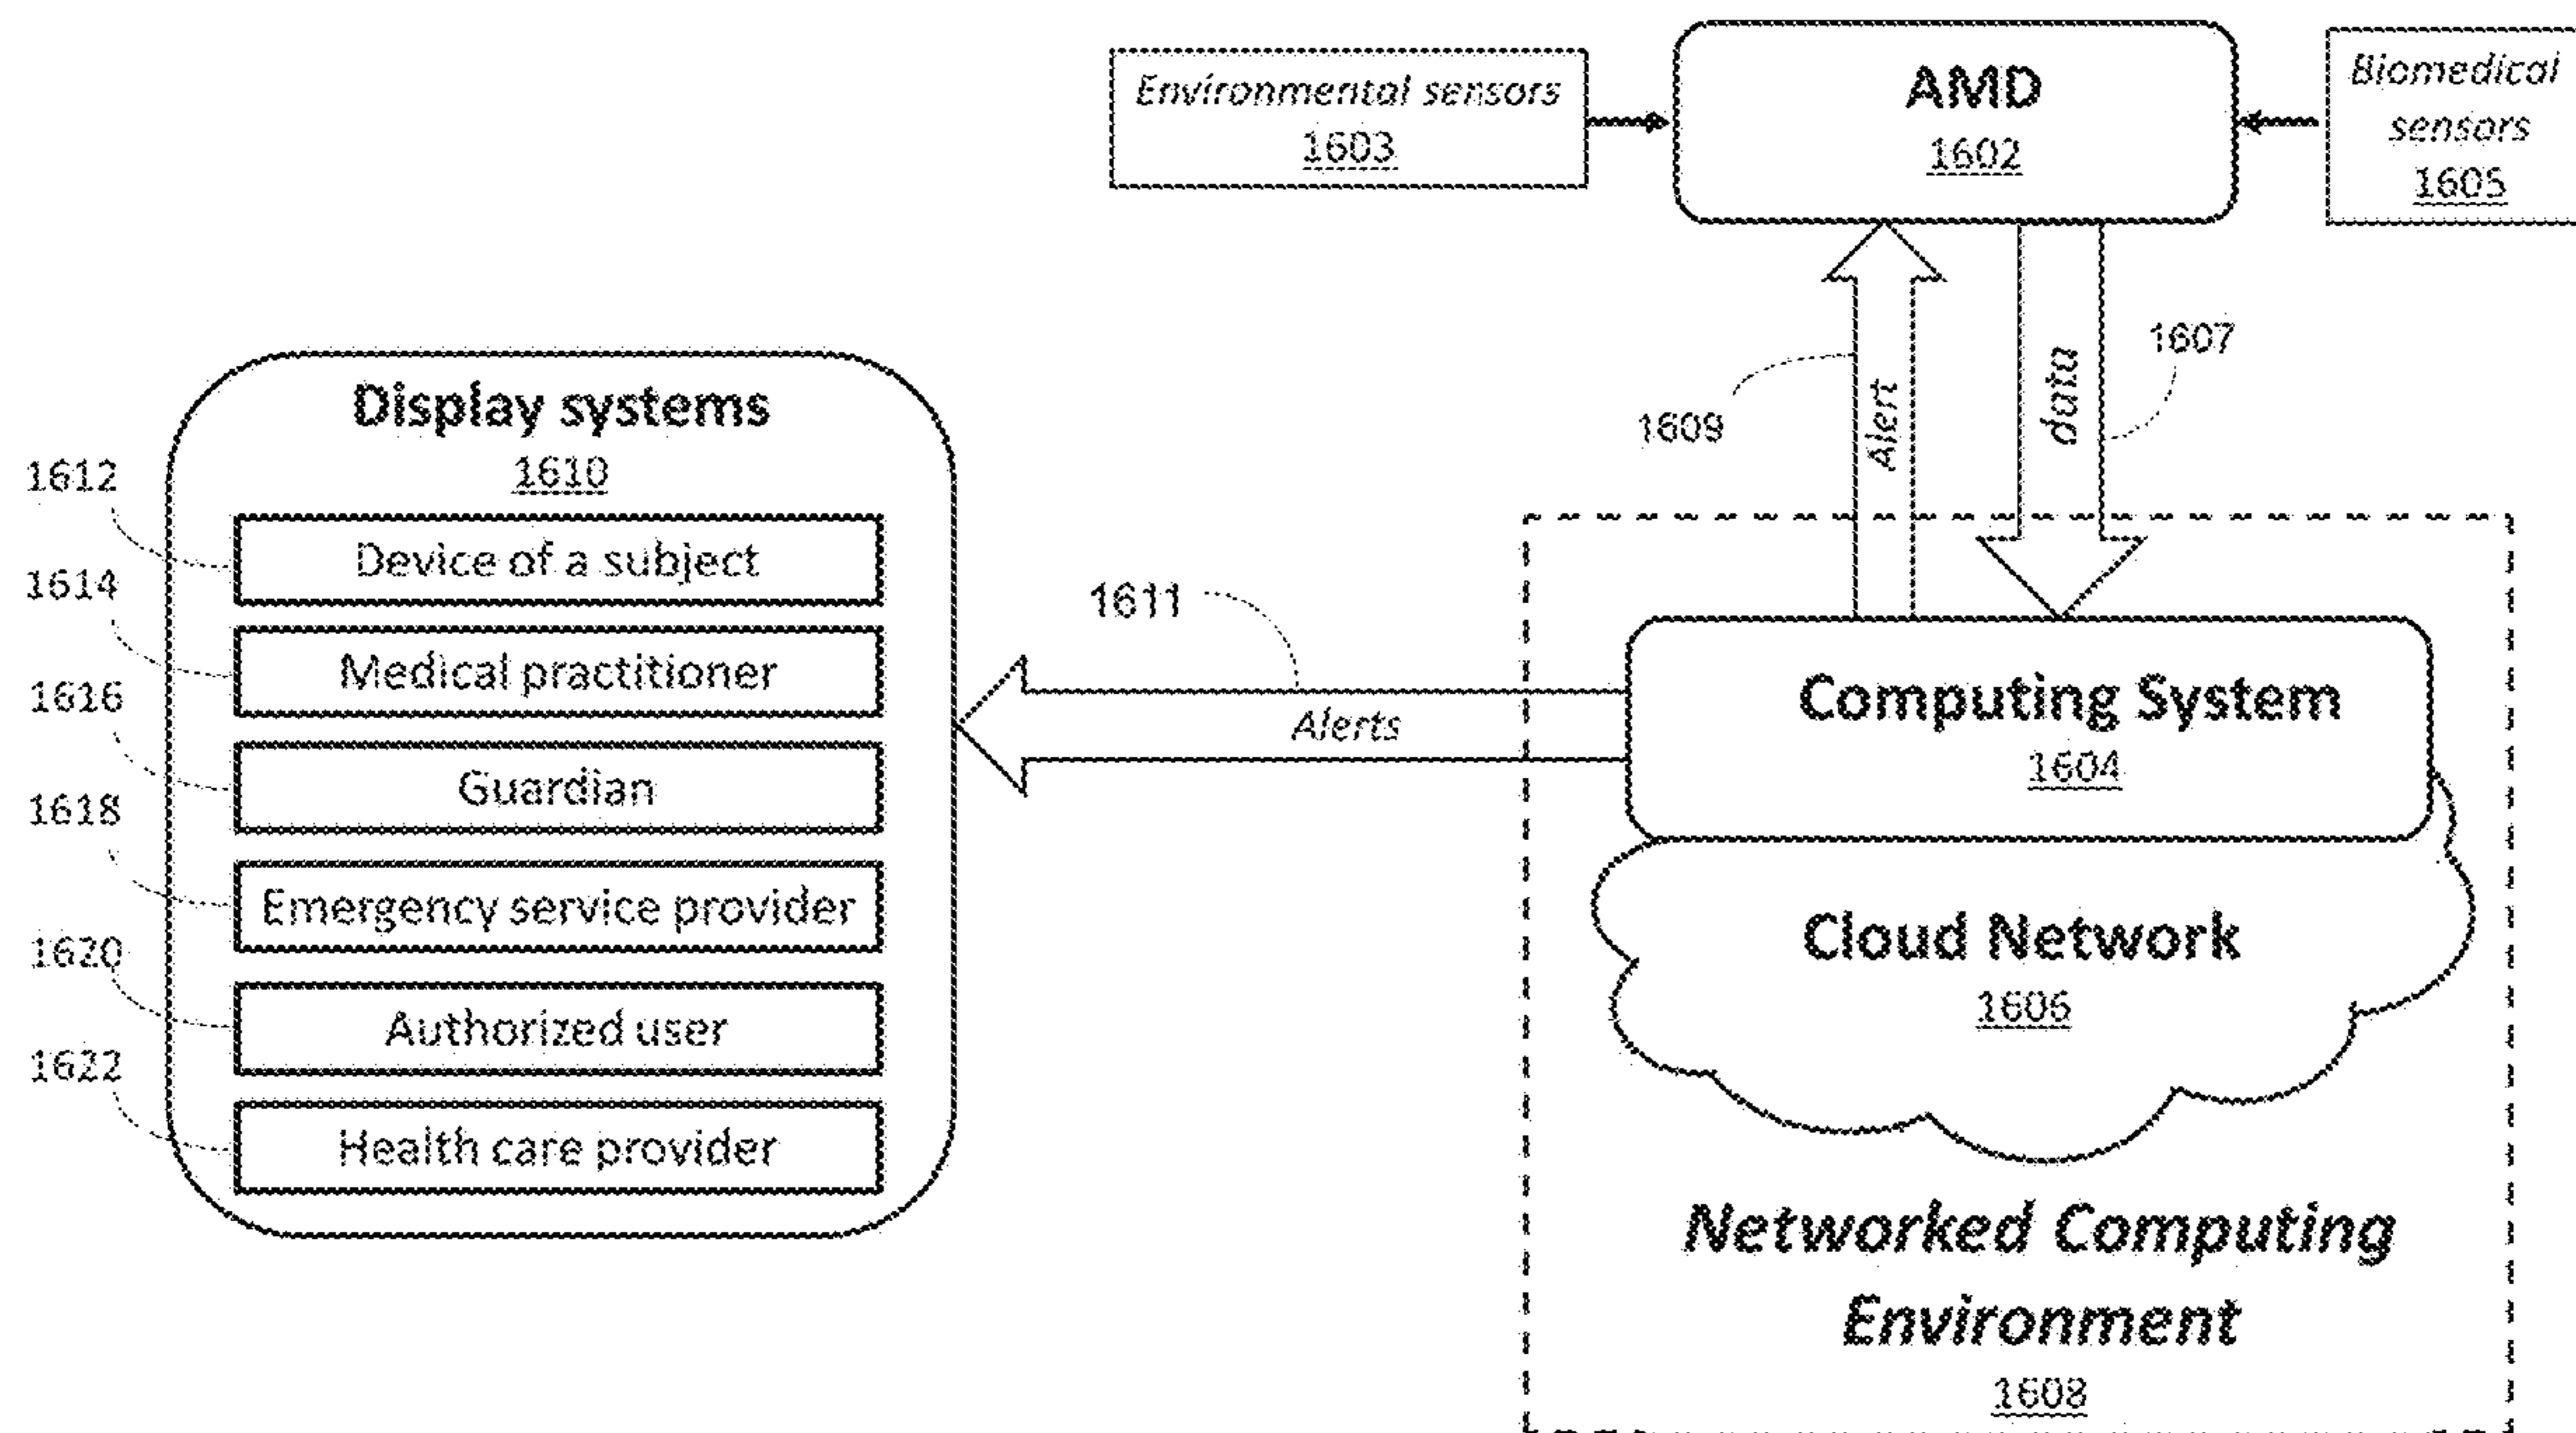 Environmental sensors
1603
AMD
1602
Biomedical
sensors
1605
1609
Alert
data
1607
Display systems
1610
1612
Device of a subject
1614
Medical practitioner
1616
Guardian
1618
Emergency service provider
1620
Authorized user
1622
Health care provider
1611
Alerts
Computing System
1604
Cloud Network
1606
Networked Computing
Environment
1608